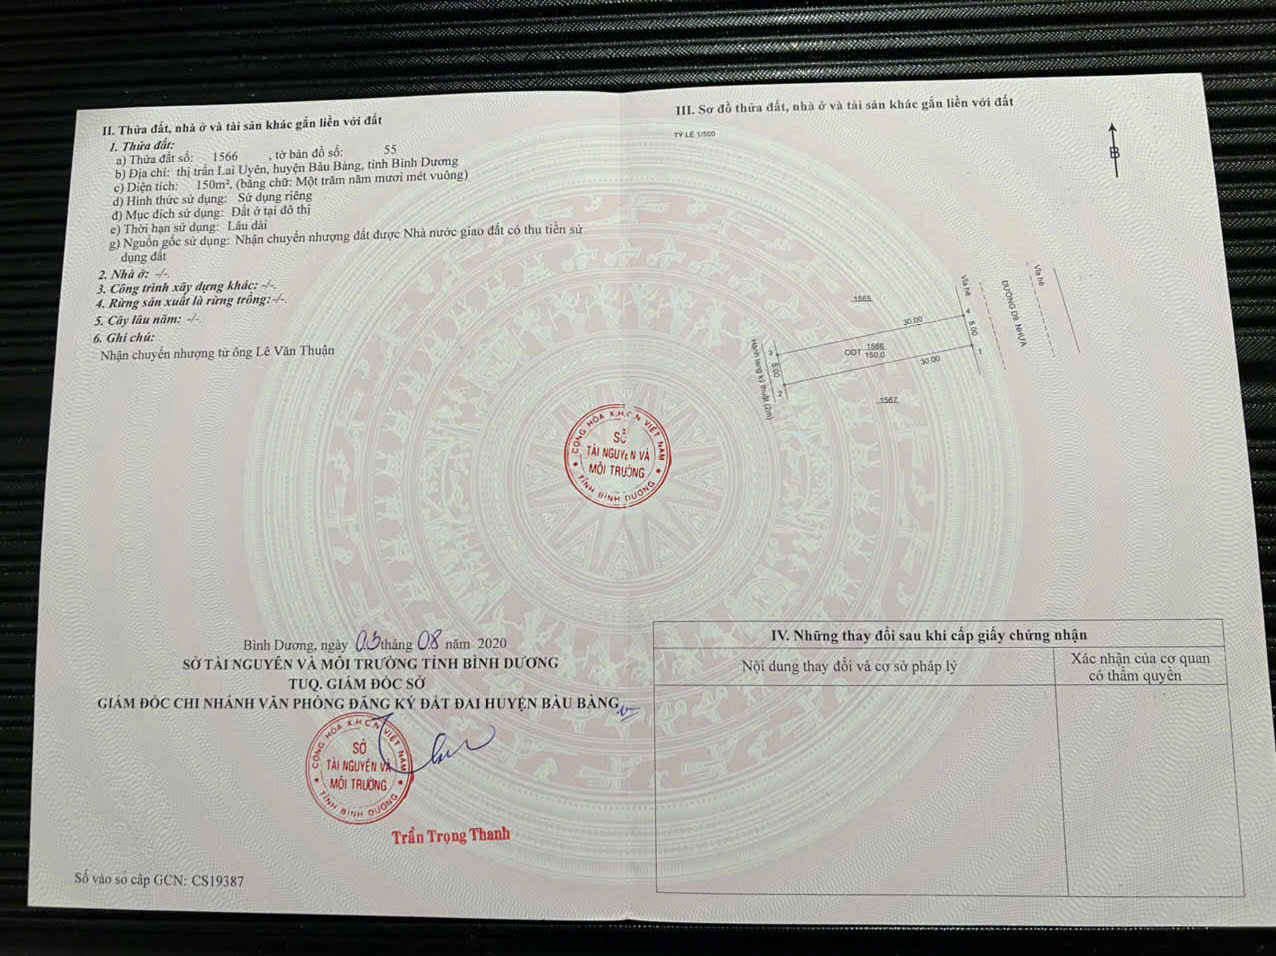 II. Thửa đất, nhà ở và tài sản khác gắn liền với đất
1. Thửa đất:
a) Thửa đất số: 1566 , tờ bản đồ số: 55
b) Địa chỉ: thị trấn Lai Uyên, huyện Bàu Bàng, tỉnh Bình Dương
c) Diện tích: 150m², (bằng chữ: Một trăm năm mươi mét vuông)
d) Hình thức sử dụng: Sử dụng riêng
đ) Mục đích sử dụng: Đất ở tại đô thị
e) Thời hạn sử dụng: Lâu dài
g) Nguồn gốc sử dụng: Nhận chuyển nhượng đất được Nhà nước giao đất có thu tiền sử
dụng đất
2. Nhà ở: -/-.
3. Công trình xây dựng khác: -/-.
4. Rừng sản xuất là rừng trồng: -/-.
5. Cây lâu năm: -/-.
6. Ghi chú:
Nhận chuyển nhượng từ ông Lê Văn Thuận
Bình Dương, ngày 05 tháng 08 năm 2020
SỞ TÀI NGUYÊN VÀ MÔI TRƯỜNG TỈNH BÌNH DƯƠNG
TUQ. GIÁM ĐỐC SỞ
GIÁM ĐỐC CHI NHÁNH VĂN PHÒNG ĐĂNG KÝ ĐẤT ĐAI HUYỆN BÀU BÀNG
CỘNG HÒA X.H.C.N VIỆT NAM
SỞ
TÀI NGUYÊN VÀ
MÔI TRƯỜNG
TỈNH BÌNH DƯƠNG
Trần Trọng Thanh
Số vào sổ cấp GCN: CS19387
CỘNG HÒA X.H.C.N VIỆT NAM
SỞ
TÀI NGUYÊN VÀ
MÔI TRƯỜNG
TỈNH BÌNH DƯƠNG
III. Sơ đồ thửa đất, nhà ở và tài sản khác gắn liền với đất
TỶ LỆ 1/500
B
Vỉa hè
Vỉa hè
ĐƯỜNG D9 NHỰA
1565
30.00
4
5.00
1
ODT 1566
150.0
30.00
3
5.00
2
Hành lang kỹ thuật (2m)
1567
IV. Những thay đổi sau khi cấp giấy chứng nhận
Nội dung thay đổi và cơ sở pháp lý
Xác nhận của cơ quan
có thẩm quyền